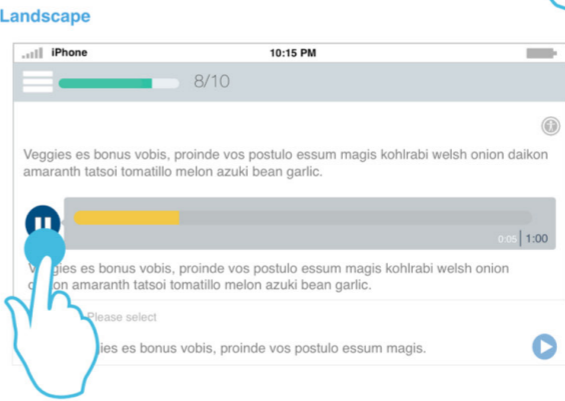 Landscape
iPhone 10:15 PM
8/10
Veggies es bonus vobis, proinde vos postulo essum magis kohlrabi welsh onion daikon
amaranth tatsoi tomatillo melon azuki bean garlic.
0:05 1:00
gies es bonus vobis, proinde vos postulo essum magis kohlrabi welsh onion
on amaranth tatsoi tomatillo melon azuki bean garlic.
Please select
ies es bonus vobis, proinde vos postulo essum magis.